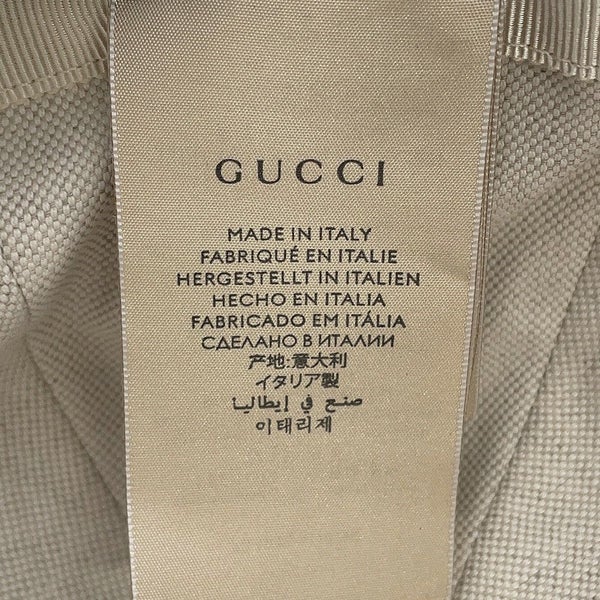 GUCCI
MADE IN ITALY
FABRIQUÉ EN ITALIE
HERGESTELLT IN ITALIEN
HECHO EN ITALIA
FABRICADO EM ITÁLIA
СДЕЛАНО В ИТАЛИИ
产地:意大利
イタリア製
صنع في إيطاليا
이태리제